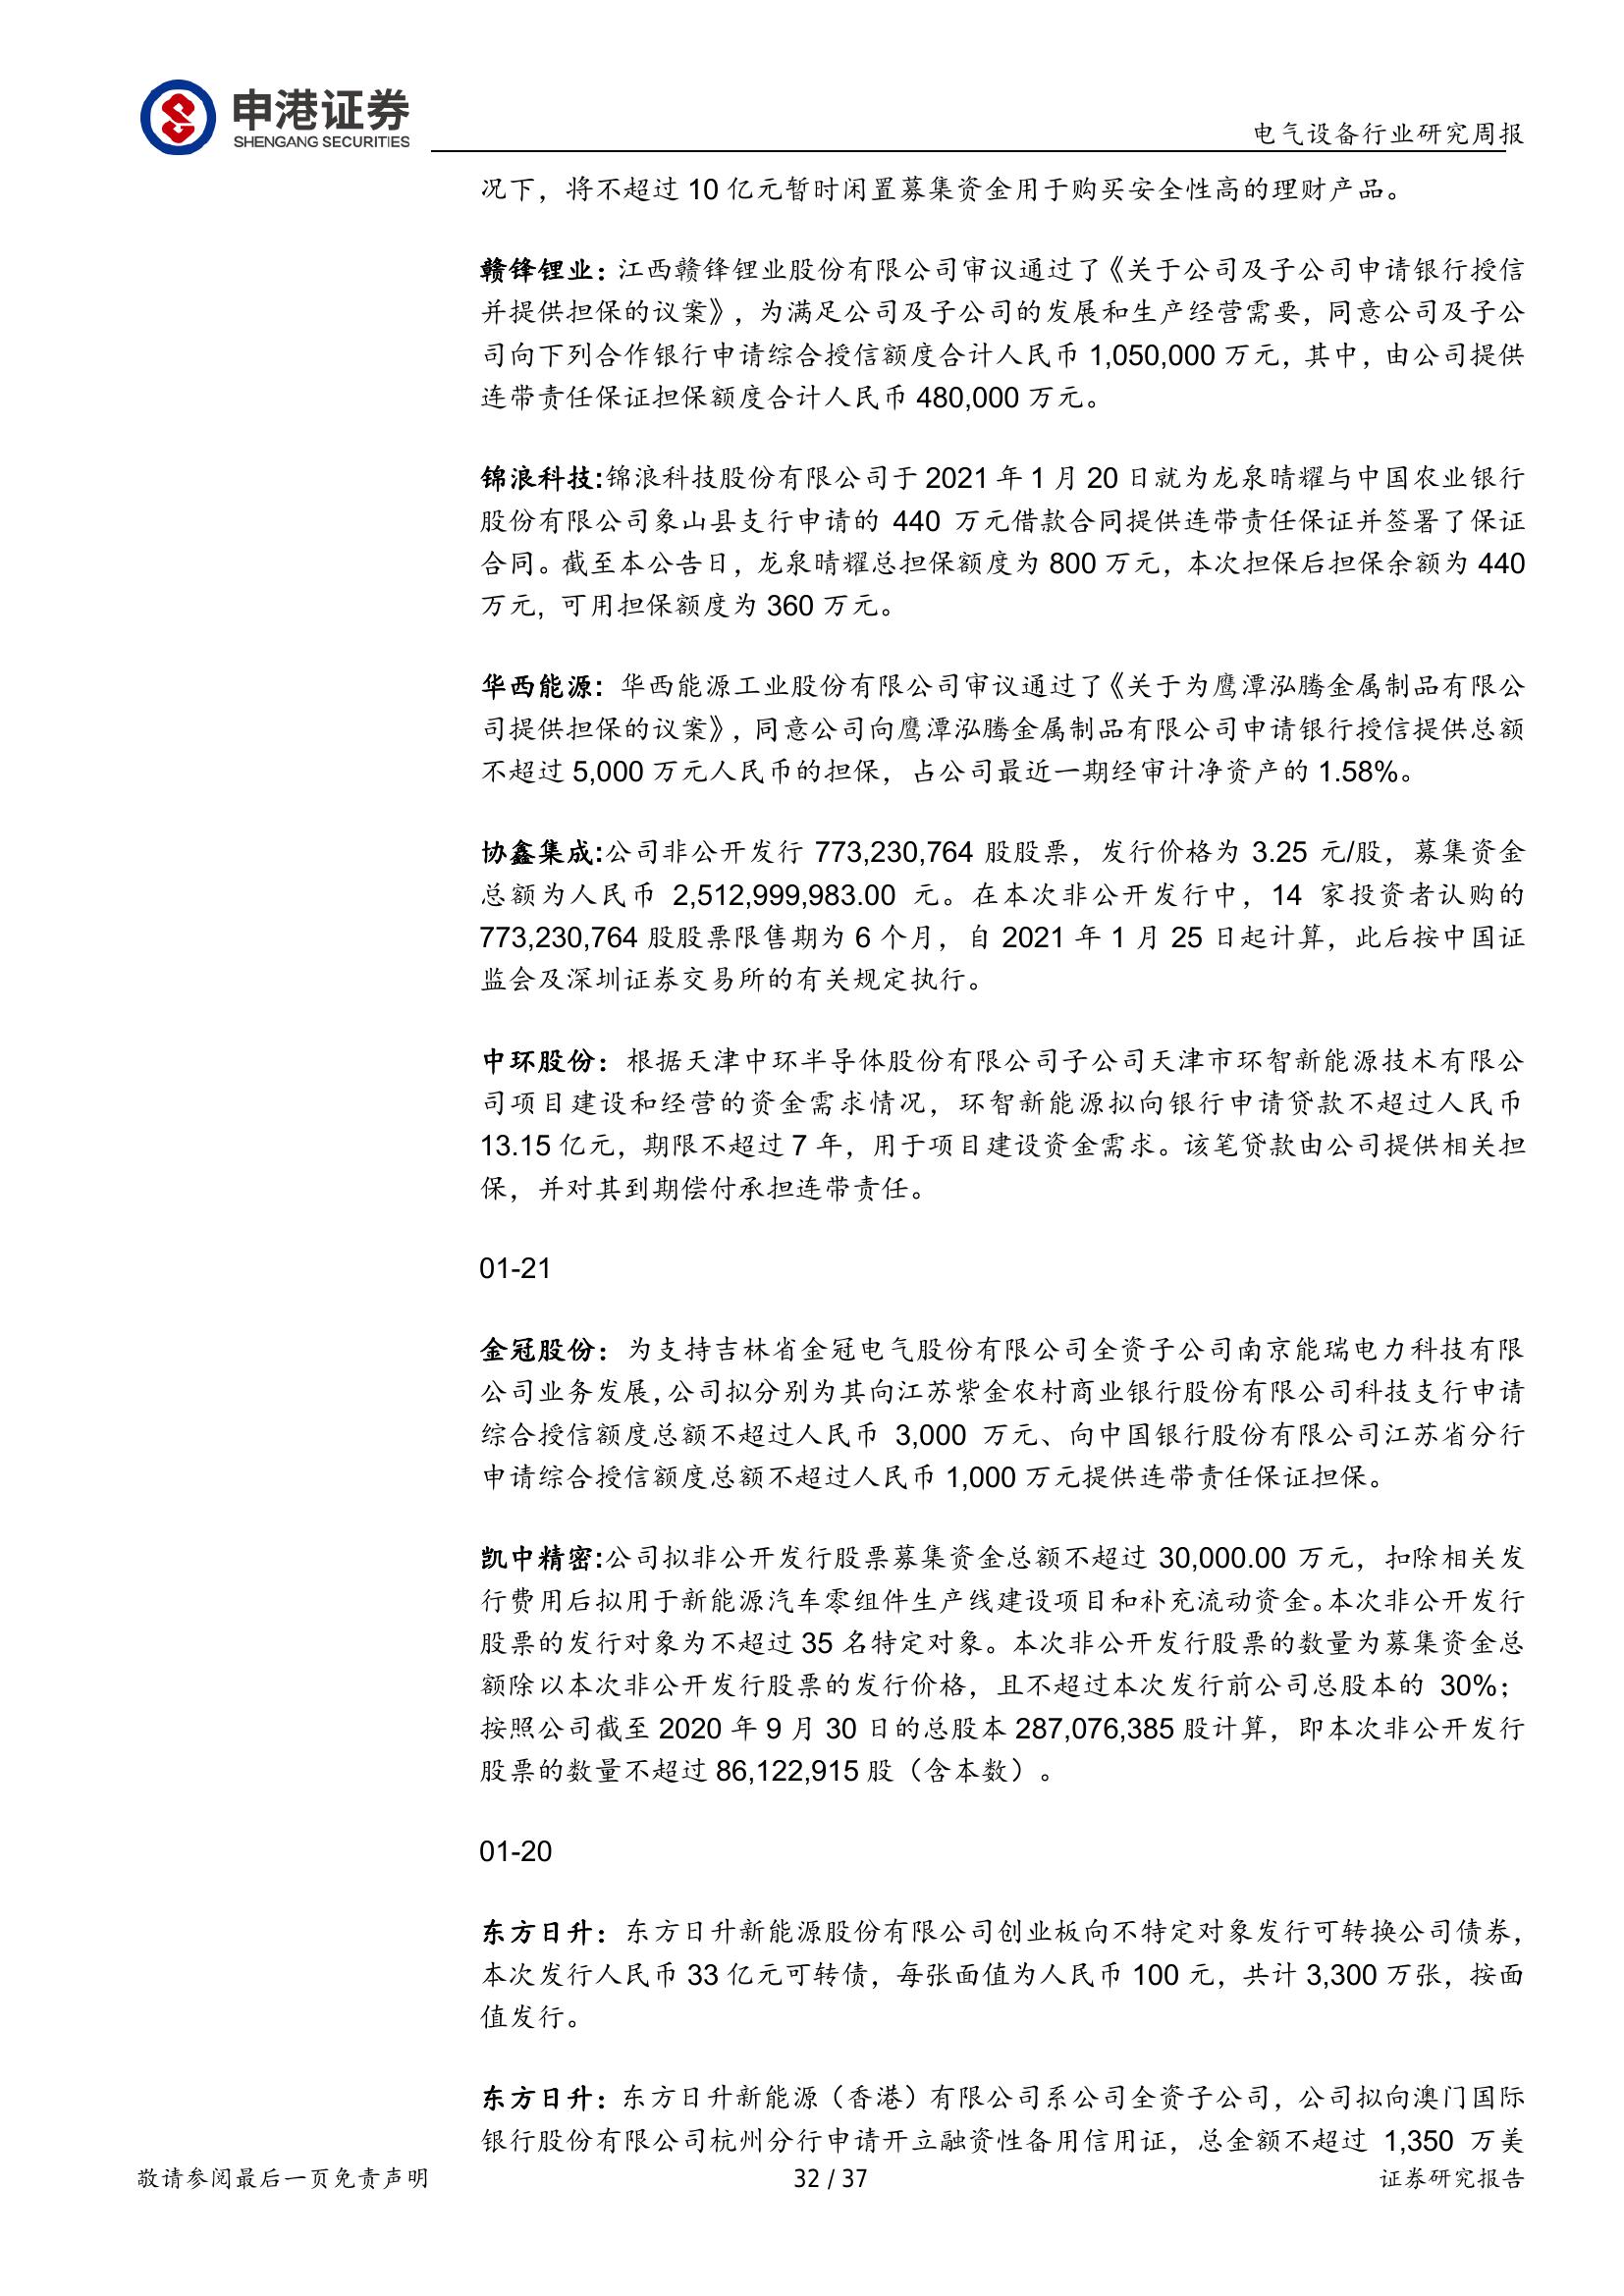 申港证券
SHENGANG SECURITIES
电气设备行业研究周报
况下，将不超过 10 亿元暂时闲置募集资金用于购买安全性高的理财产品。
赣锋锂业：江西赣锋锂业股份有限公司审议通过了《关于公司及子公司申请银行授信
并提供担保的议案》，为满足公司及子公司的发展和生产经营需要，同意公司及子公
司向下列合作银行申请综合授信额度合计人民币 1,050,000 万元，其中，由公司提供
连带责任保证担保额度合计人民币 480,000 万元。
锦浪科技:锦浪科技股份有限公司于 2021 年 1 月 20 日就为龙泉晴耀与中国农业银行
股份有限公司象山县支行申请的 440 万元借款合同提供连带责任保证并签署了保证
合同。截至本公告日，龙泉晴耀总担保额度为 800 万元，本次担保后担保余额为 440
万元，可用担保额度为 360 万元。
华西能源：华西能源工业股份有限公司审议通过了《关于为鹰潭泓腾金属制品有限公
司提供担保的议案》，同意公司向鹰潭泓腾金属制品有限公司申请银行授信提供总额
不超过 5,000 万元人民币的担保，占公司最近一期经审计净资产的 1.58%。
协鑫集成:公司非公开发行 773,230,764 股股票，发行价格为 3.25 元/股，募集资金
总额为人民币 2,512,999,983.00 元。在本次非公开发行中，14 家投资者认购的
773,230,764 股股票限售期为 6 个月，自 2021 年 1 月 25 日起计算，此后按中国证
监会及深圳证券交易所的有关规定执行。
中环股份：根据天津中环半导体股份有限公司子公司天津市环智新能源技术有限公
司项目建设和经营的资金需求情况，环智新能源拟向银行申请贷款不超过人民币
13.15 亿元，期限不超过 7 年，用于项目建设资金需求。该笔贷款由公司提供相关担
保，并对其到期偿付承担连带责任。
01-21
金冠股份：为支持吉林省金冠电气股份有限公司全资子公司南京能瑞电力科技有限
公司业务发展，公司拟分别为其向江苏紫金农村商业银行股份有限公司科技支行申请
综合授信额度总额不超过人民币 3,000 万元、向中国银行股份有限公司江苏省分行
申请综合授信额度总额不超过人民币 1,000 万元提供连带责任保证担保。
凯中精密:公司拟非公开发行股票募集资金总额不超过 30,000.00 万元，扣除相关发
行费用后拟用于新能源汽车零组件生产线建设项目和补充流动资金。本次非公开发行
股票的发行对象为不超过 35 名特定对象。本次非公开发行股票的数量为募集资金总
额除以本次非公开发行股票的发行价格，且不超过本次发行前公司总股本的 30%；
按照公司截至 2020 年 9 月 30 日的总股本 287,076,385 股计算，即本次非公开发行
股票的数量不超过 86,122,915 股（含本数）。
01-20
东方日升：东方日升新能源股份有限公司创业板向不特定对象发行可转换公司债券，
本次发行人民币 33 亿元可转债，每张面值为人民币 100 元，共计 3,300 万张，按面
值发行。
东方日升：东方日升新能源（香港）有限公司系公司全资子公司，公司拟向澳门国际
银行股份有限公司杭州分行申请开立融资性备用信用证，总金额不超过 1,350 万美
敬请参阅最后一页免责声明
32 / 37
证券研究报告